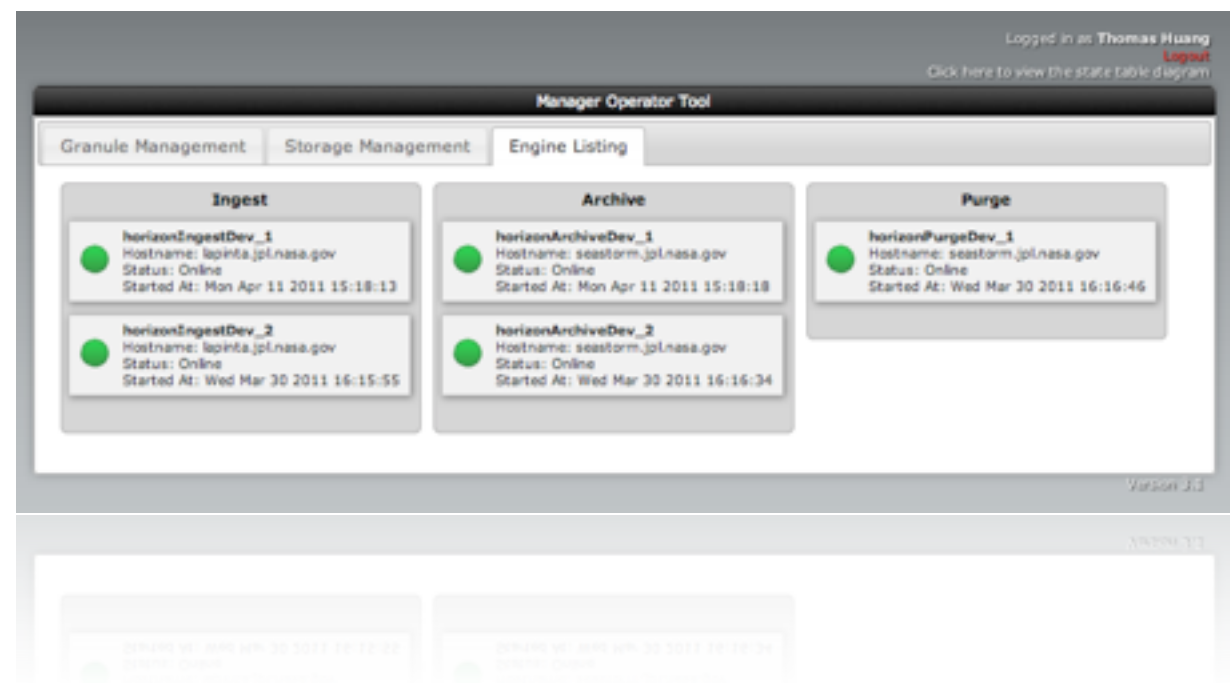 Logged in as Thomas Huang
Logout
Click here to view the state table diagram
Manager Operator Tool
Granule Management
Storage Management
Engine Listing
Ingest
horizonIngestDev_1
Hostname: lapinta.jpl.nasa.gov
Status: Online
Started At: Mon Apr 11 2011 15:18:13
horizonIngestDev_2
Hostname: lapinta.jpl.nasa.gov
Status: Online
Started At: Wed Mar 30 2011 16:15:55
Archive
horizonArchiveDev_1
Hostname: seastorm.jpl.nasa.gov
Status: Online
Started At: Mon Apr 11 2011 15:18:18
horizonArchiveDev_2
Hostname: seastorm.jpl.nasa.gov
Status: Online
Started At: Wed Mar 30 2011 16:16:34
Purge
horizonPurgeDev_1
Hostname: seastorm.jpl.nasa.gov
Status: Online
Started At: Wed Mar 30 2011 16:16:46
Version